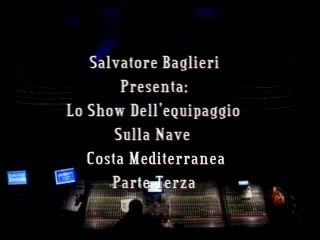 Salvatore Baglieri
Presenta:
Lo Show Dell'equipaggio
Sulla Nave
Costa Mediterranea
Parte Terza